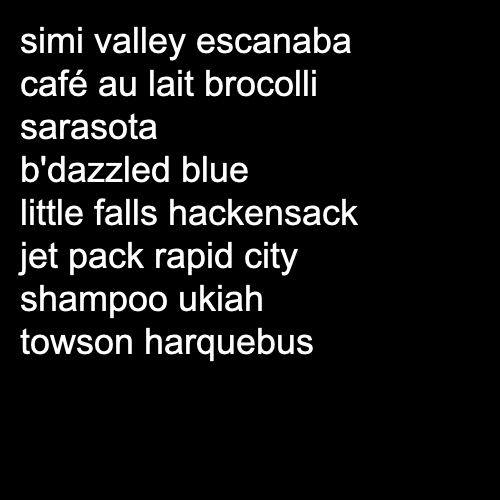 simi valley escanaba
café au lait brocolli
sarasota
b'dazzled blue
little falls hackensack
jet pack rapid city
shampoo ukiah
towson harquebus